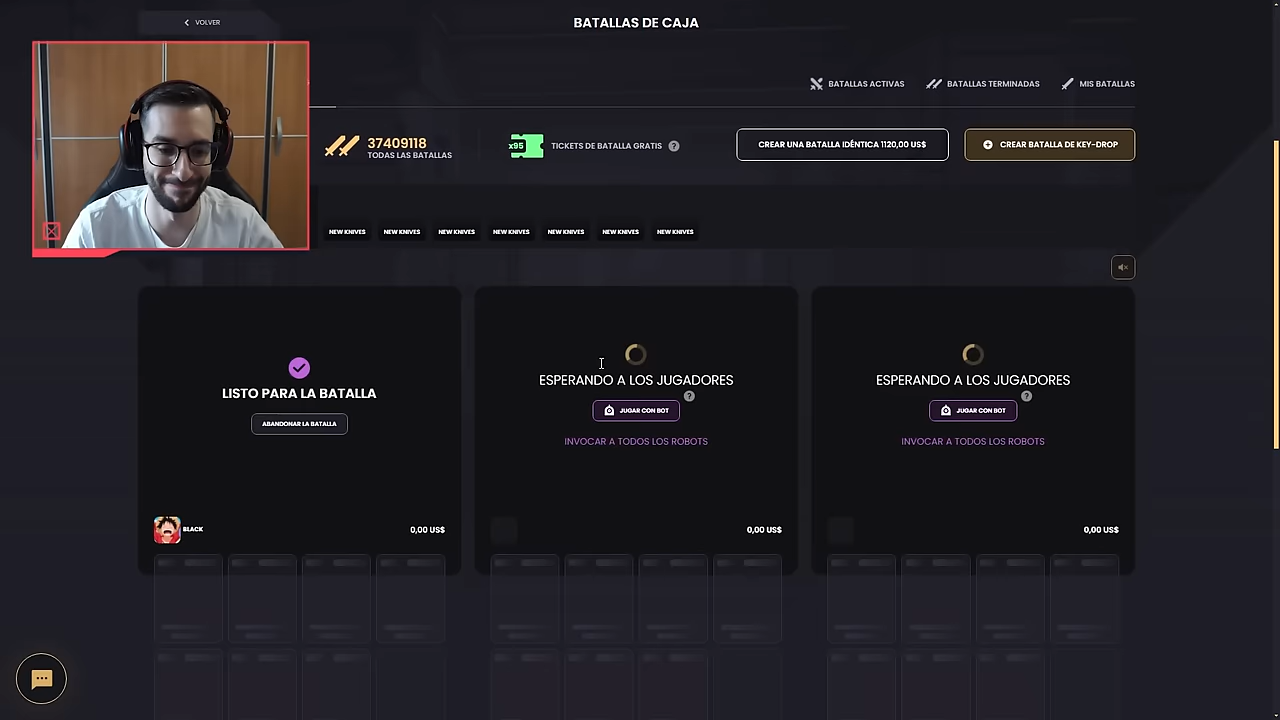 VOLVER
BATALLAS DE CAJA
BATALLAS ACTIVAS
BATALLAS TERMINADAS
MIS BATALLAS
37409118
TODAS LAS BATALLAS
x95
TICKETS DE BATALLA GRATIS
?
CREAR UNA BATALLA IDÉNTICA 1120,00 US$
CREAR BATALLA DE KEY-DROP
NEW KNIVES
NEW KNIVES
NEW KNIVES
NEW KNIVES
NEW KNIVES
NEW KNIVES
NEW KNIVES
LISTO PARA LA BATALLA
ABANDONAR LA BATALLA
BLACK
0,00 US$
ESPERANDO A LOS JUGADORES
?
JUGAR CON BOT
INVOCAR A TODOS LOS ROBOTS
0,00 US$
ESPERANDO A LOS JUGADORES
?
JUGAR CON BOT
INVOCAR A TODOS LOS ROBOTS
0,00 US$